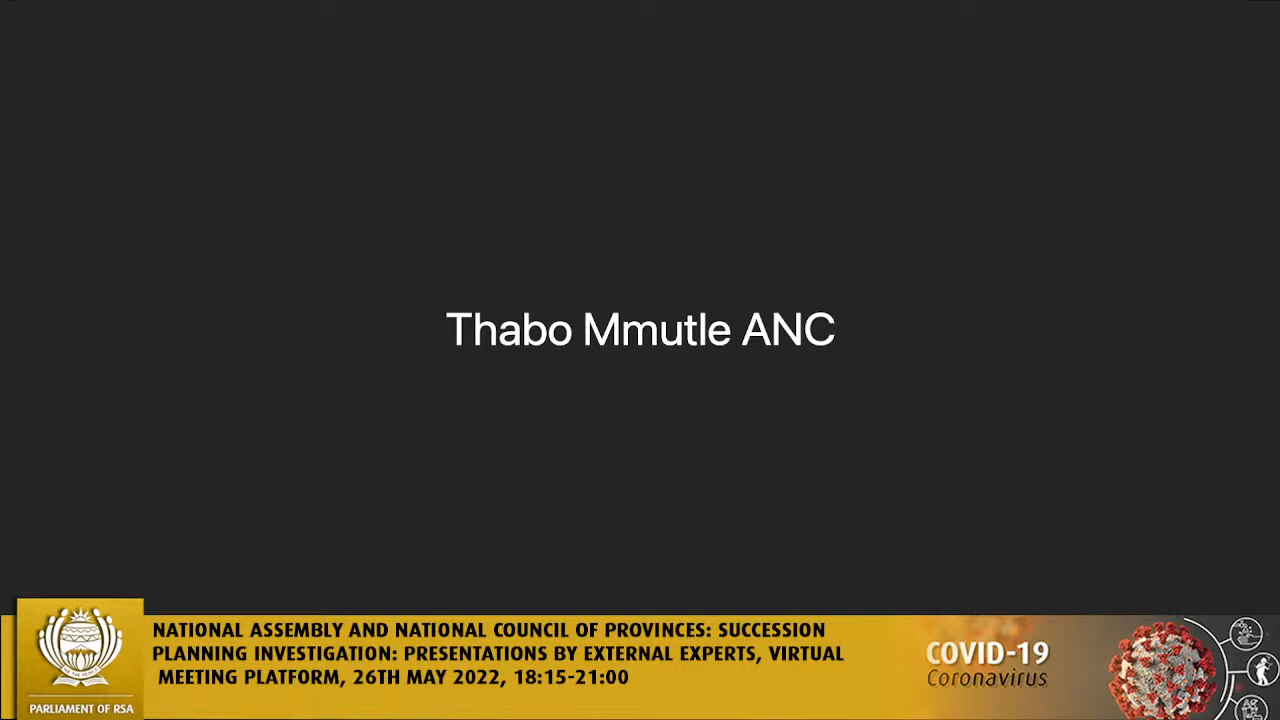 Thabo Mmutle ANC
NATIONAL ASSEMBLY AND NATIONAL COUNCIL OF PROVINCES: SUCCESSION
PLANNING INVESTIGATION: PRESENTATIONS BY EXTERNAL EXPERTS, VIRTUAL
MEETING PLATFORM, 26TH MAY 2022, 18:15-21:00
PARLIAMENT OF RSA
COVID-19
Coronavirus